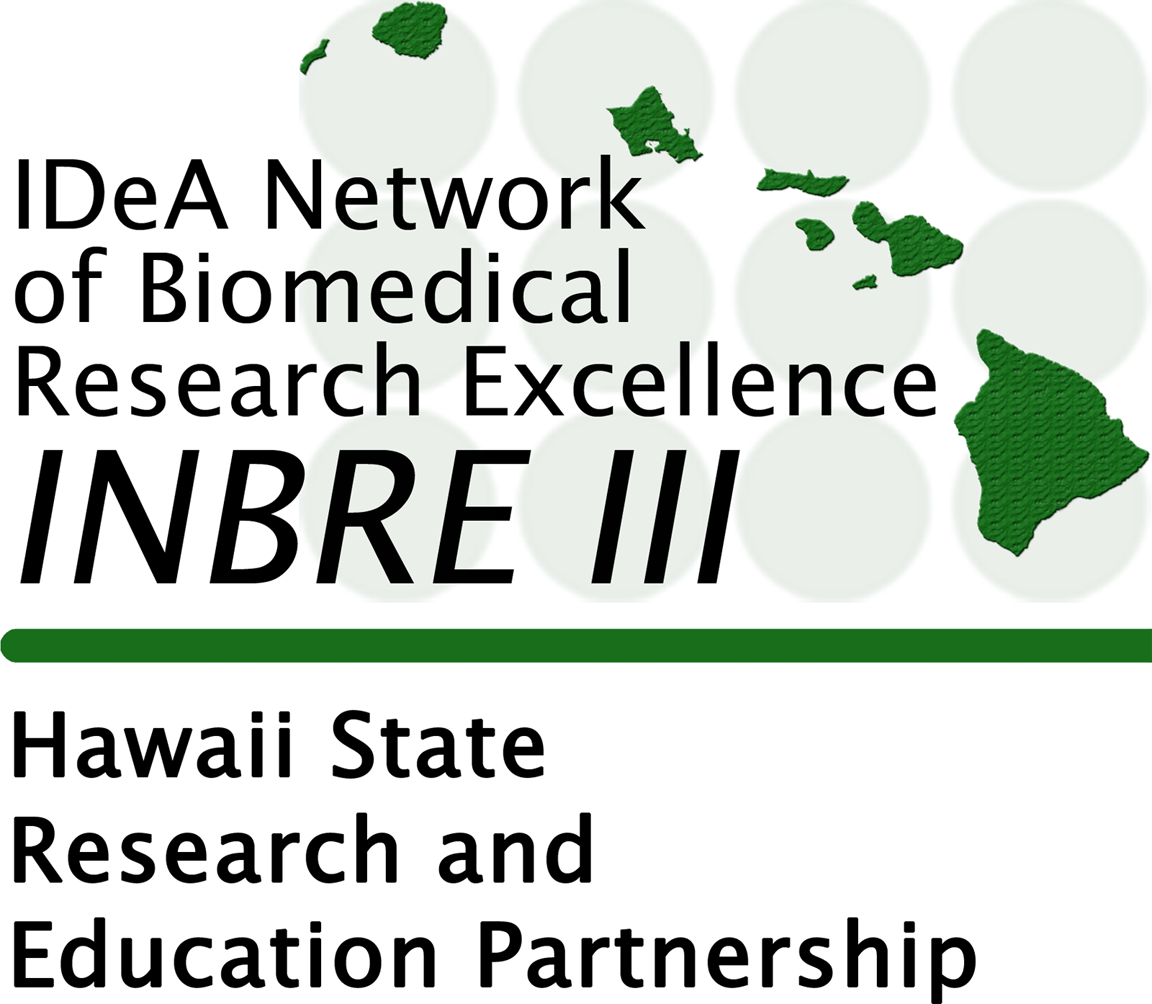 IDeA Network
of Biomedical
Research Excellence
INBRE III
Hawaii State
Research and
Education Partnership